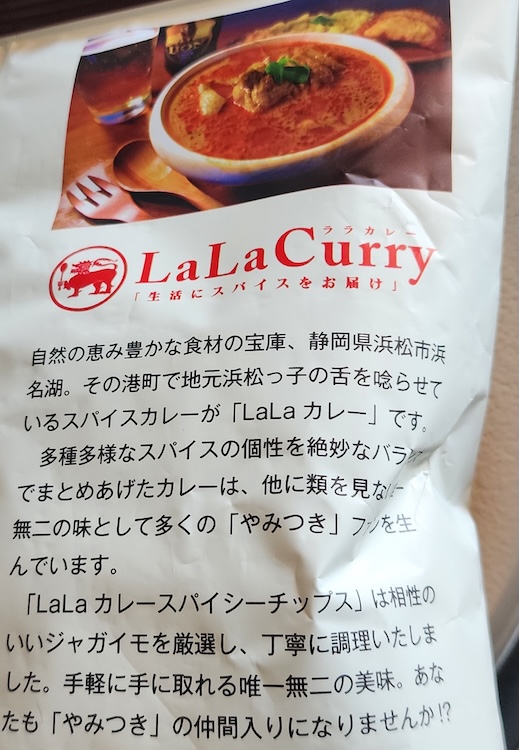 ララカレー
LaLaCurry
「生活にスパイスをお届け」
自然の恵み豊かな食材の宝庫、静岡県浜松市浜
名湖。その港町で地元浜松っ子の舌を唸らせて
いるスパイスカレーが「LaLa カレー」です。
多種多様なスパイスの個性を絶妙なバラ
でまとめあげたカレーは、他に類を見な
無二の味として多くの「やみつき」ファンを生
んでいます。
「LaLa カレースパイシーチップス」は相性の
いいジャガイモを厳選し、丁寧に調理いたしま
した。手軽に手に取れる唯一無二の美味。あな
たも「やみつき」の仲間入りになりませんか!?